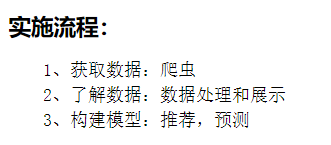 实施流程：
1、获取数据：爬虫
2、了解数据：数据处理和展示
3、构建模型：推荐，预测